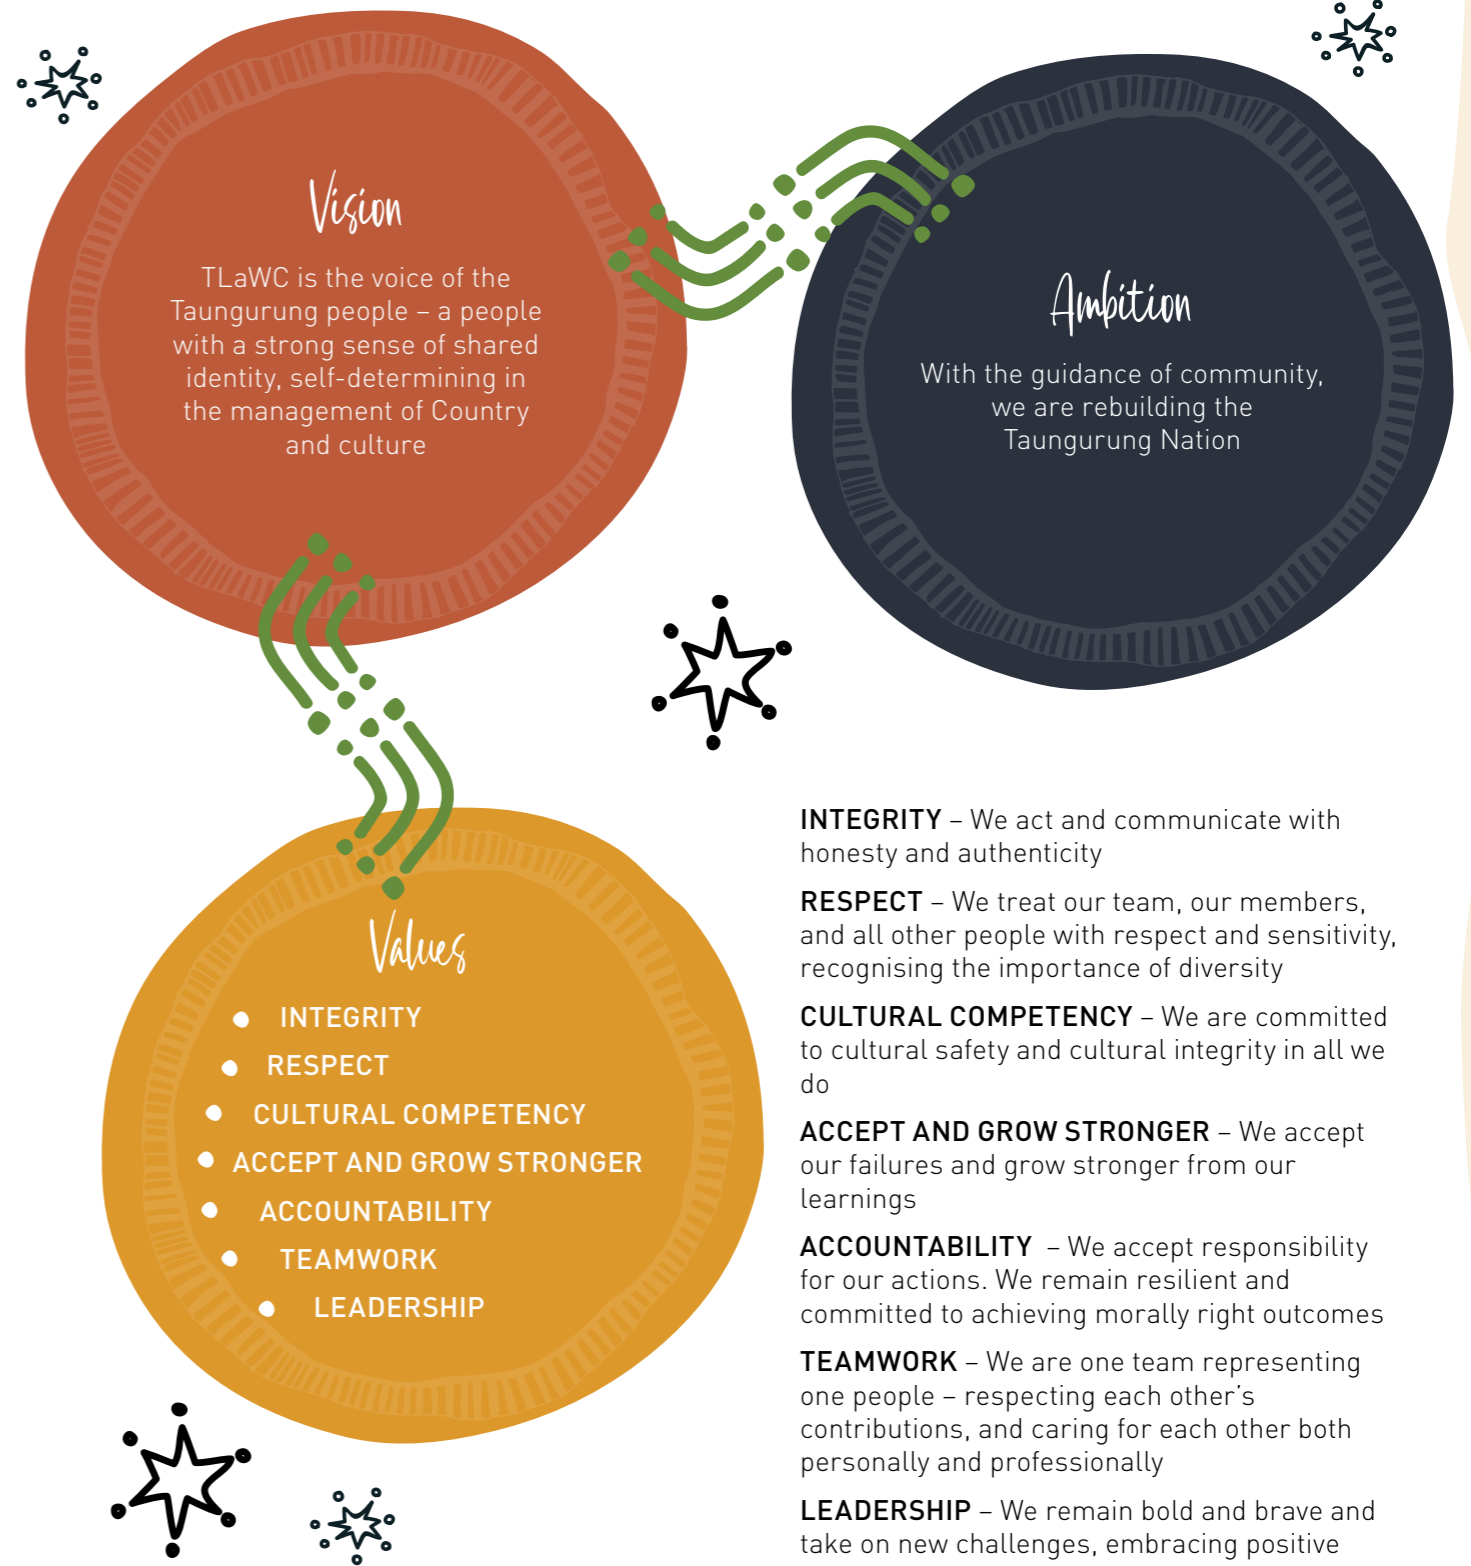 Vision
TLaWC is the voice of the
Taungurung people – a people
with a strong sense of shared
identity, self-determining in
the management of Country
and culture
Ambition
With the guidance of community,
we are rebuilding the
Taungurung Nation
Values
INTEGRITY
RESPECT
CULTURAL COMPETENCY
ACCEPT AND GROW STRONGER
ACCOUNTABILITY
TEAMWORK
LEADERSHIP
INTEGRITY – We act and communicate with
honesty and authenticity
RESPECT – We treat our team, our members,
and all other people with respect and sensitivity,
recognising the importance of diversity
CULTURAL COMPETENCY – We are committed
to cultural safety and cultural integrity in all we
do
ACCEPT AND GROW STRONGER – We accept
our failures and grow stronger from our
learnings
ACCOUNTABILITY – We accept responsibility
for our actions. We remain resilient and
committed to achieving morally right outcomes
TEAMWORK – We are one team representing
one people – respecting each other’s
contributions, and caring for each other both
personally and professionally
LEADERSHIP – We remain bold and brave and
take on new challenges, embracing positive